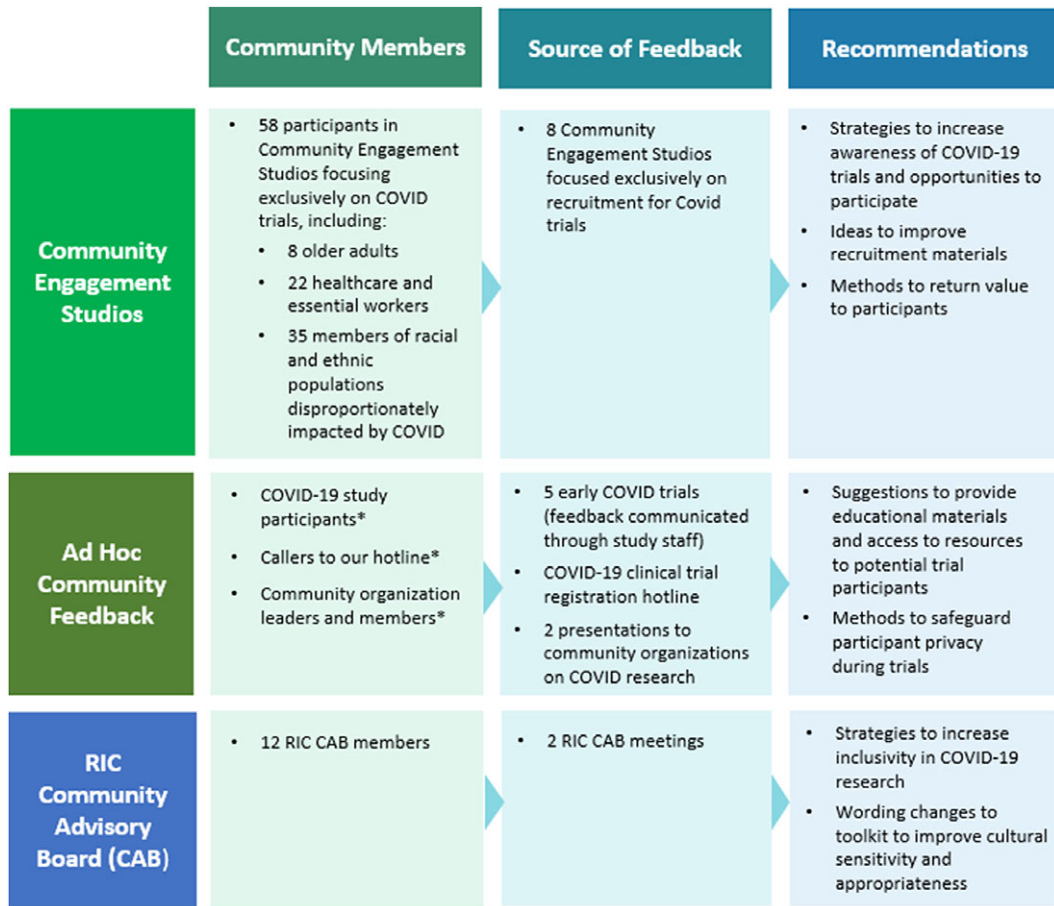 Community Members
Source of Feedback
Recommendations
Community
Engagement
Studios
• 58 participants in
Community Engagement
Studios focusing
exclusively on COVID
trials, including:
• 8 older adults
• 22 healthcare and
essential workers
• 35 members of racial
and ethnic
populations
disproportionately
impacted by COVID
• 8 Community
Engagement Studios
focused exclusively on
recruitment for Covid
trials
• Strategies to increase
awareness of COVID-19
trials and opportunities to
participate
• Ideas to improve
recruitment materials
• Methods to return value
to participants
Ad Hoc
Community
Feedback
• COVID-19 study
participants*
• Callers to our hotline*
• Community organization
leaders and members*
• 5 early COVID trials
(feedback communicated
through study staff)
• COVID-19 clinical trial
registration hotline
• 2 presentations to
community organizations
on COVID research
• Suggestions to provide
educational materials
and access to resources
to potential trial
participants
• Methods to safeguard
participant privacy
during trials
RIC
Community
Advisory
Board (CAB)
• 12 RIC CAB members
• 2 RIC CAB meetings
• Strategies to increase
inclusivity in COVID-19
research
• Wording changes to
toolkit to improve cultural
sensitivity and
appropriateness